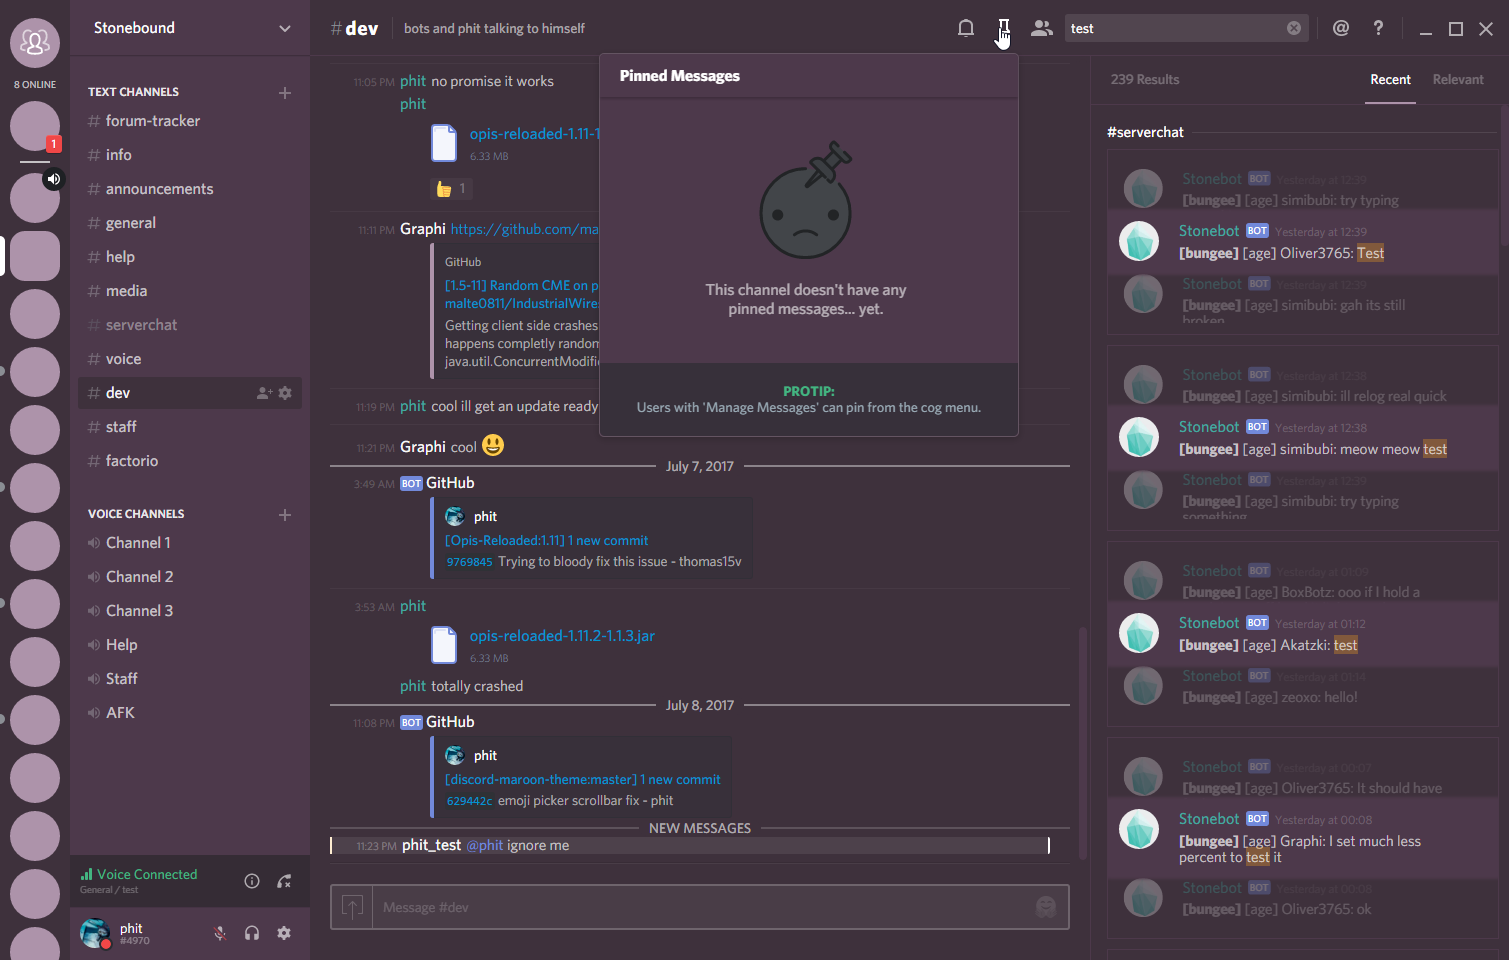 8 ONLINE
1
Stonebound
TEXT CHANNELS
# forum-tracker
# info
# announcements
# general
# help
# media
# serverchat
# voice
# dev
# staff
# factorio
VOICE CHANNELS
Channel 1
Channel 2
Channel 3
Help
Staff
AFK
Voice Connected
General / test
phit
#4970
#dev
bots and phit talking to himself
test
@ ?
11:05 PM phit no promise it works
phit
opis-reloaded-1.11-1
6.33 MB
1
11:11 PM Graphi https://github.com/ma
GitHub
[1.5-11] Random CME on p
malte0811/IndustrialWires
Getting client side crashes
happens completly random
java.util.ConcurrentModifi
11:19 PM phit cool ill get an update ready
11:21 PM Graphi cool
July 7, 2017
3:49 AM BOT GitHub
phit
[Opis-Reloaded:1.11] 1 new commit
9769845 Trying to bloody fix this issue - thomas15v
3:53 AM phit
opis-reloaded-1.11.2-1.1.3.jar
6.33 MB
phit totally crashed
July 8, 2017
11:08 PM BOT GitHub
phit
[discord-maroon-theme:master] 1 new commit
629442c emoji picker scrollbar fix - phit
NEW MESSAGES
11:23 PM phit_test @phit ignore me
Message #dev
Pinned Messages
This channel doesn't have any
pinned messages... yet.
PROTIP:
Users with 'Manage Messages' can pin from the cog menu.
239 Results
Recent
Relevant
#serverchat
Stonebot BOT Yesterday at 12:39
[bungee] [age] simibubi: try typing
Stonebot BOT Yesterday at 12:39
[bungee] [age] Oliver3765: Test
Stonebot BOT Yesterday at 12:39
[bungee] [age] simibubi: gah its still
broken
Stonebot BOT Yesterday at 12:38
[bungee] [age] simibubi: ill relog real quick
Stonebot BOT Yesterday at 12:38
[bungee] [age] simibubi: meow meow test
Stonebot BOT Yesterday at 12:39
[bungee] [age] simibubi: try typing
something
Stonebot BOT Yesterday at 01:09
[bungee] [age] BoxBotz: ooo if I hold a
Stonebot BOT Yesterday at 01:12
[bungee] [age] Akatzki: test
Stonebot BOT Yesterday at 01:14
[bungee] [age] zeoxo: hello!
Stonebot BOT Yesterday at 00:07
[bungee] [age] Oliver3765: It should have
Stonebot BOT Yesterday at 00:08
[bungee] [age] Graphi: I set much less
percent to test it
Stonebot BOT Yesterday at 00:08
[bungee] [age] Oliver3765: ok